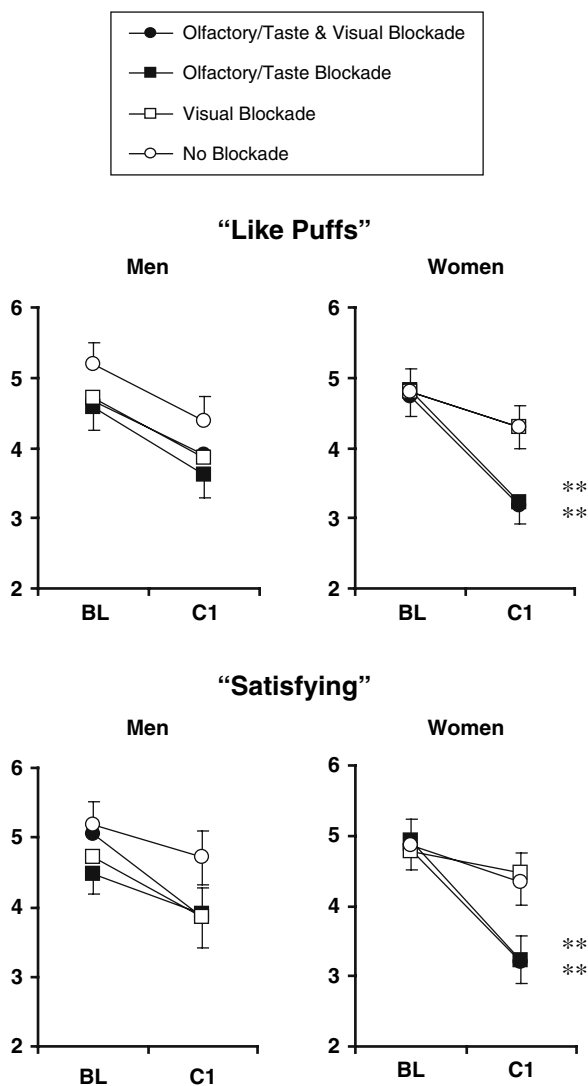 Olfactory/Taste & Visual Blockade
Olfactory/Taste Blockade
Visual Blockade
No Blockade
“Like Puffs”
Men
Women
6
5
4
3
2
BL
C1
6
5
4
3
2
BL
C1
**
**
“Satisfying”
Men
Women
6
5
4
3
2
BL
C1
6
5
4
3
2
BL
C1
**
**